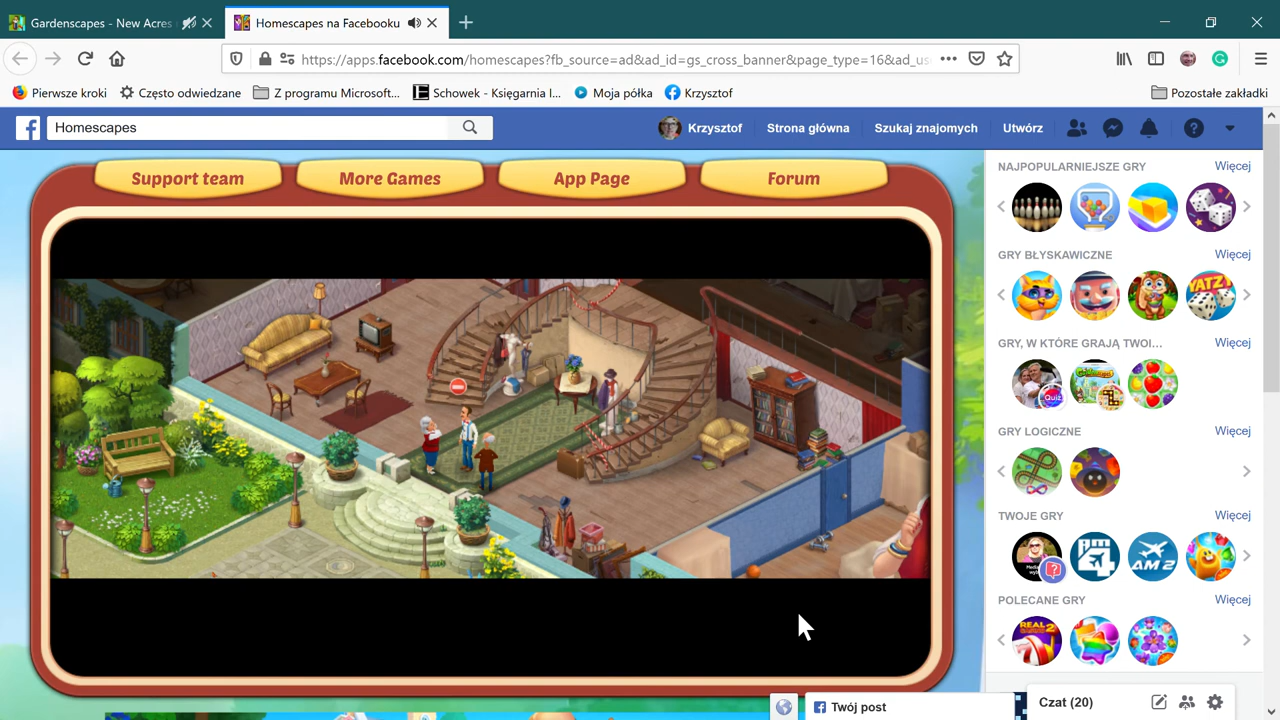 Gardenscapes - New Acres
Homescapes na Facebooku
https://apps.facebook.com/homescapes?fb_source=ad&ad_id=gs_cross_banner&page_type=16&ad_us
Pierwsze kroki
Często odwiedzane
Z programu Microsoft...
Schowek - Księgarnia I...
Moja półka
Krzysztof
Pozostałe zakładki
Homescapes
Krzysztof
Strona główna
Szukaj znajomych
Utwórz
Support team
More Games
App Page
Forum
NAJPOPULARNIEJSZE GRY
Więcej
GRY BŁYSKAWICZNE
Więcej
YATZY
GRY, W KTÓRE GRAJĄ TWOI...
Więcej
Quiz
GRY LOGICZNE
Więcej
TWOJE GRY
Więcej
AM4
AM2
POLECANE GRY
Więcej
REAL
2
Twój post
Czat (20)